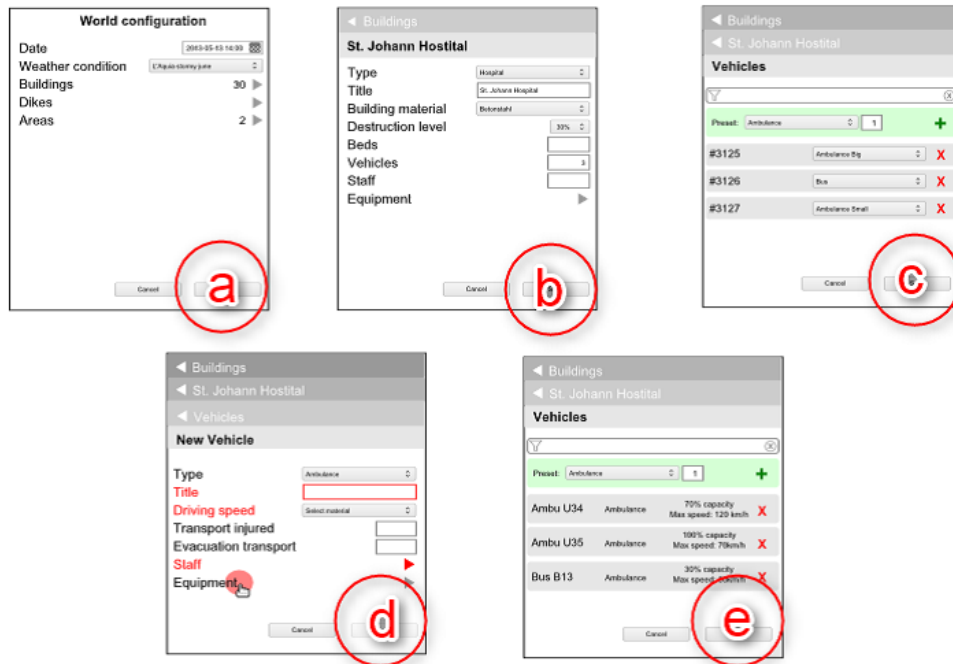 World configuration
Date 2013-05-13 14:00
Weather condition L'Aquila-stormy june
Buildings 30
Dikes
Areas 2
Cancel
a
Buildings
St. Johann Hostital
Type Hospital
Title St. Johann Hospital
Building material Betonstahl
Destruction level 30%
Beds
Vehicles 3
Staff
Equipment
Cancel
b
Buildings
St. Johann Hostital
Vehicles
Preset: Ambulance 1 +
#3125 Ambulance Big X
#3126 Bus X
#3127 Ambulance Small X
Cancel
c
Buildings
St. Johann Hostital
Vehicles
New Vehicle
Type Ambulance
Title
Driving speed Select material
Transport injured
Evacuation transport
Staff
Equipment
Cancel
d
Buildings
St. Johann Hostital
Vehicles
Preset: Ambulance +
Ambu U34 Ambulance 70% capacity X
Max speed: 120 km/h
Ambu U35 Ambulance 100% capacity X
Max speed: 70km/h
Bus B13 Ambulance 30% capacity X
Max speed:
Cancel
e